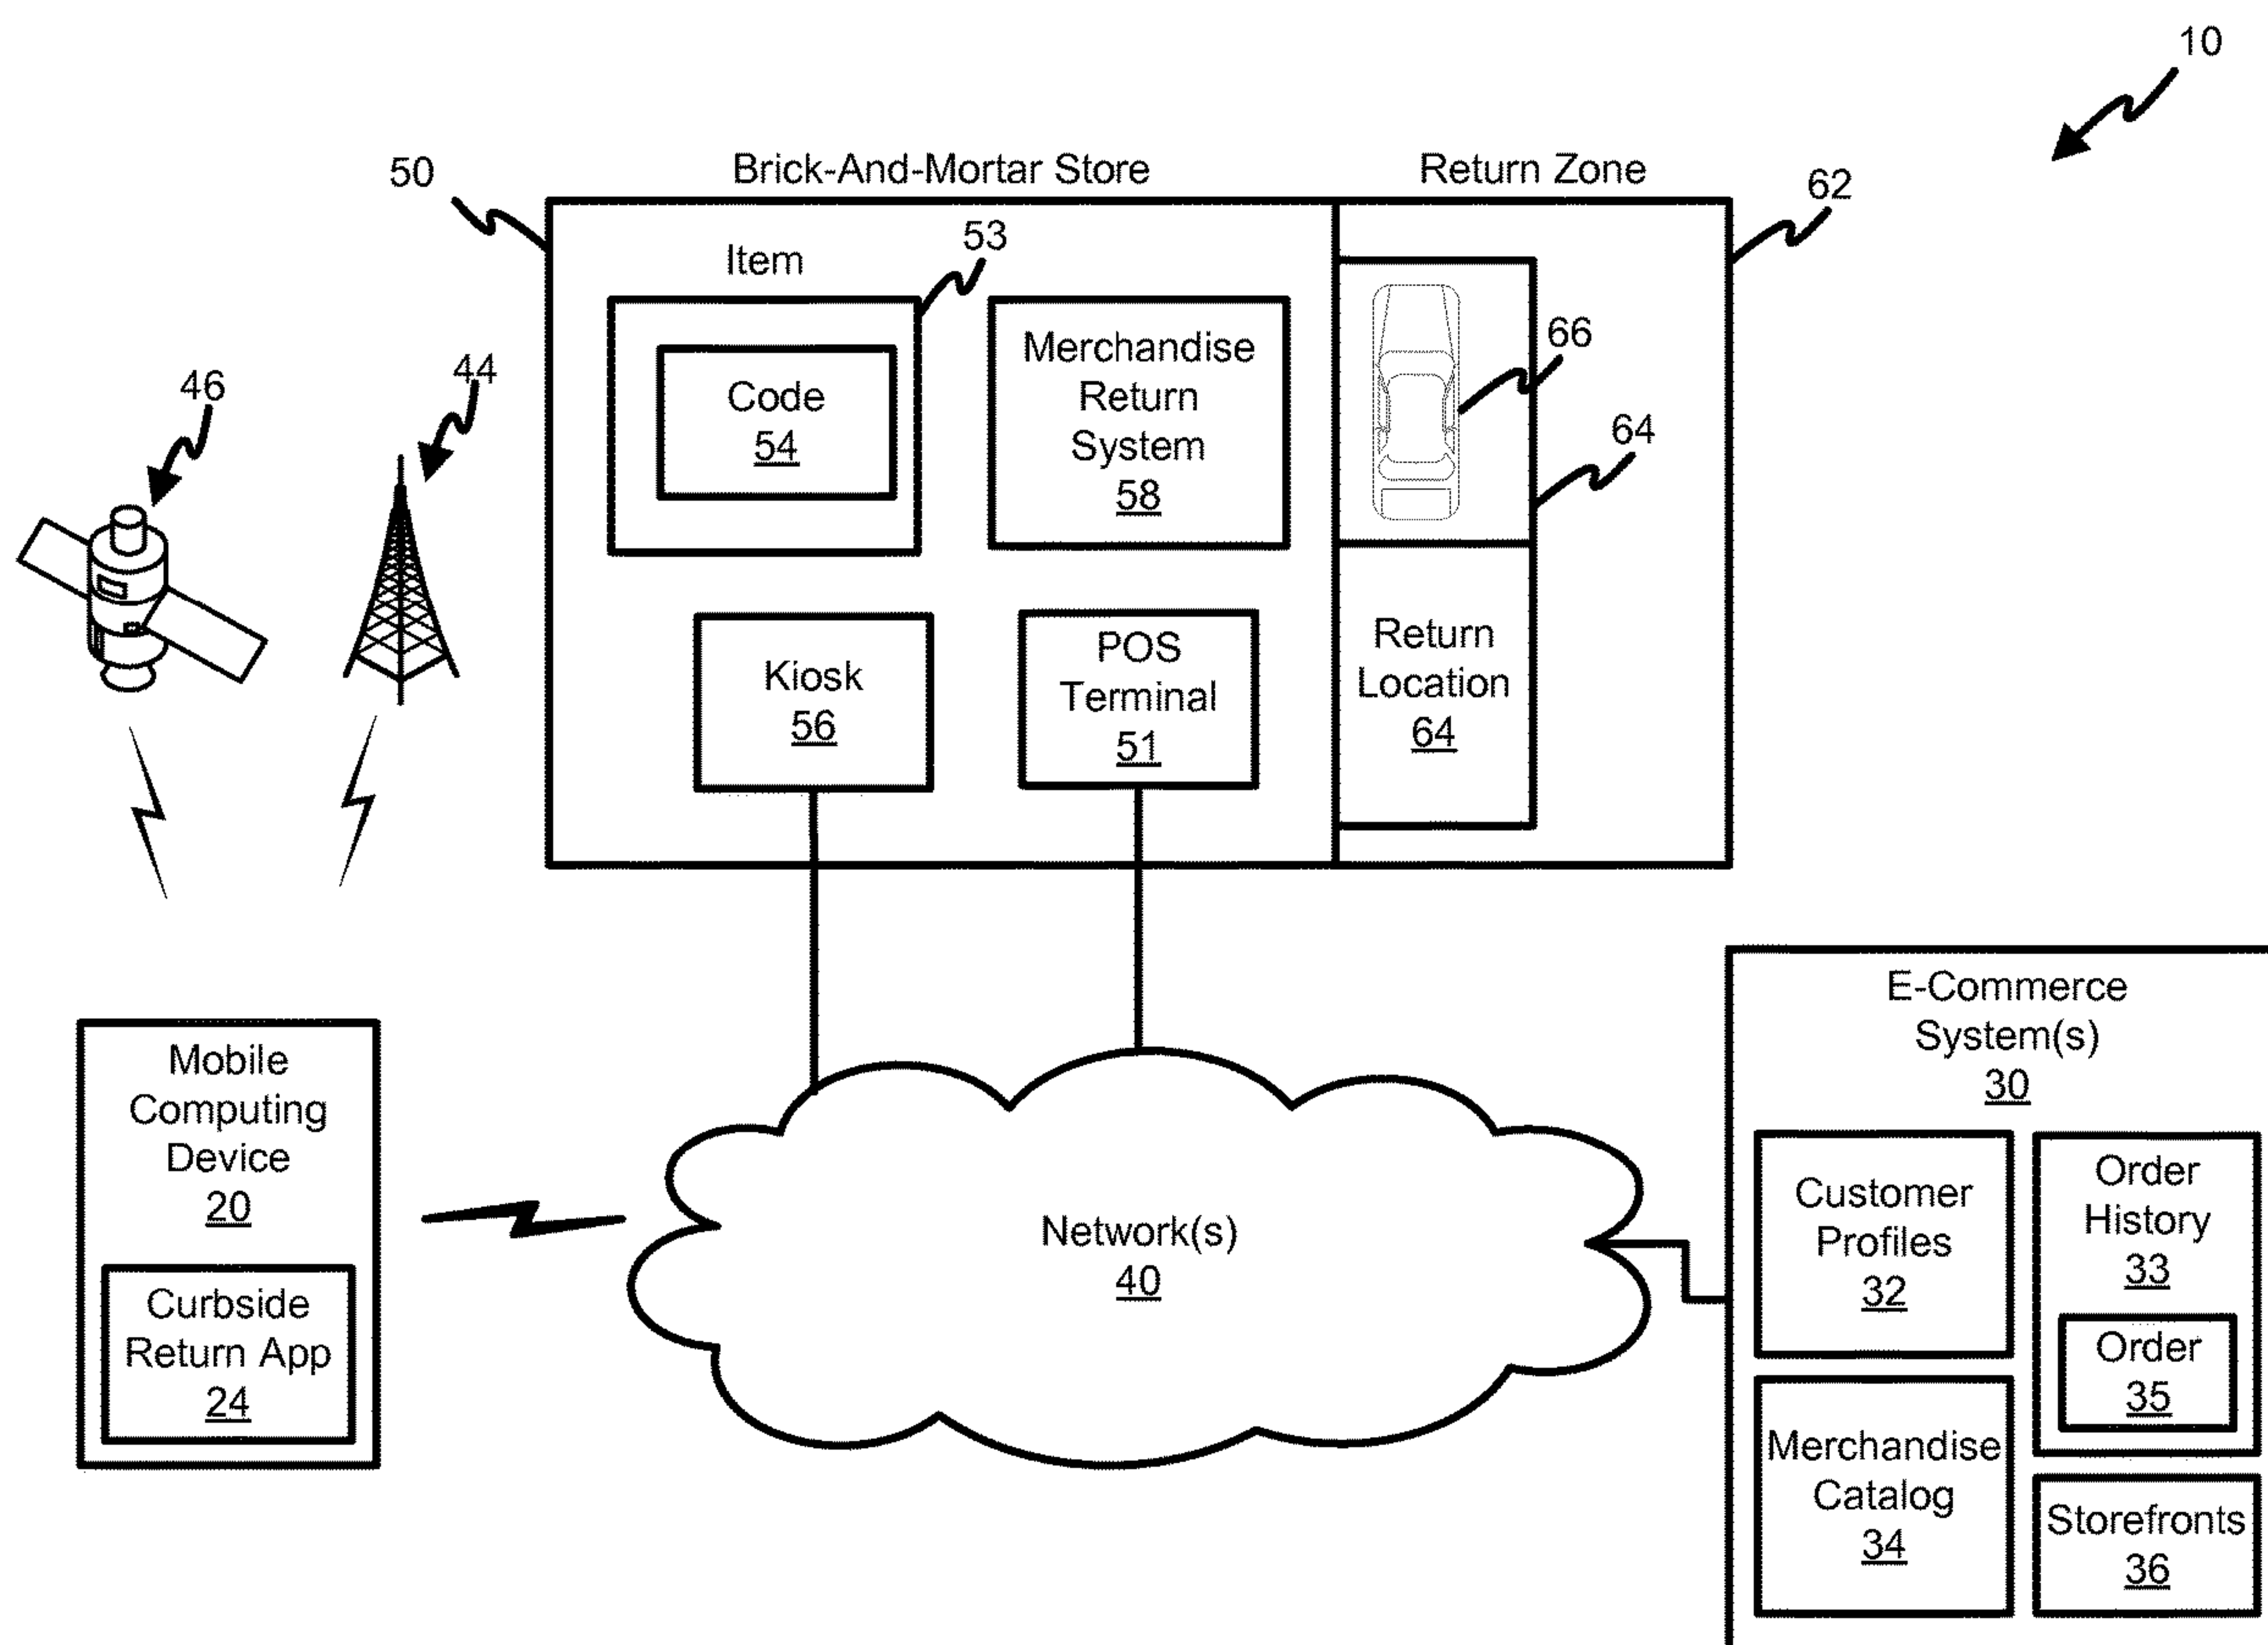 10
Brick-And-Mortar Store
Return Zone
50
62
53
Item
Code
54
Merchandise
Return
System
58
66
64
46
44
Kiosk
56
POS
Terminal
51
Return
Location
64
Mobile
Computing
Device
20
Curbside
Return App
24
Network(s)
40
E-Commerce
System(s)
30
Customer
Profiles
32
Order
History
33
Order
35
Merchandise
Catalog
34
Storefronts
36